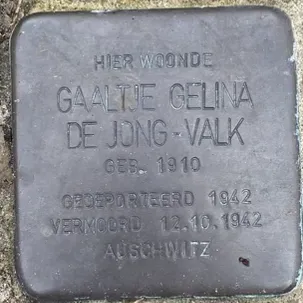 HIER WOONDE
GAALTJE GELINA
DE JONG-VALK
GEB. 1910
GEDEPORTEERD 1942
VERMOORD 12.10.1942
AUSCHWITZ